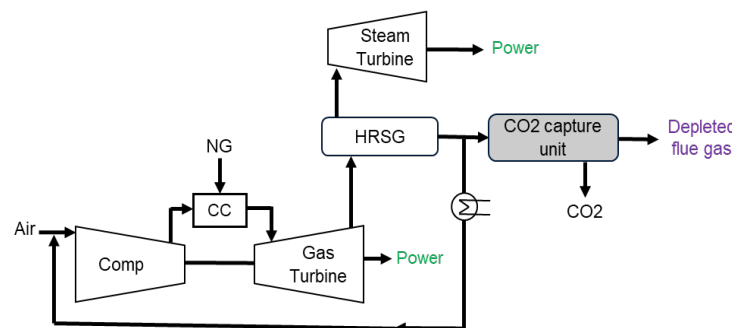 Steam
Turbine
Power
HRSG
CO2 capture
unit
Depleted
flue gas
NG
CC
CO2
Air
Comp
Gas
Turbine
Power